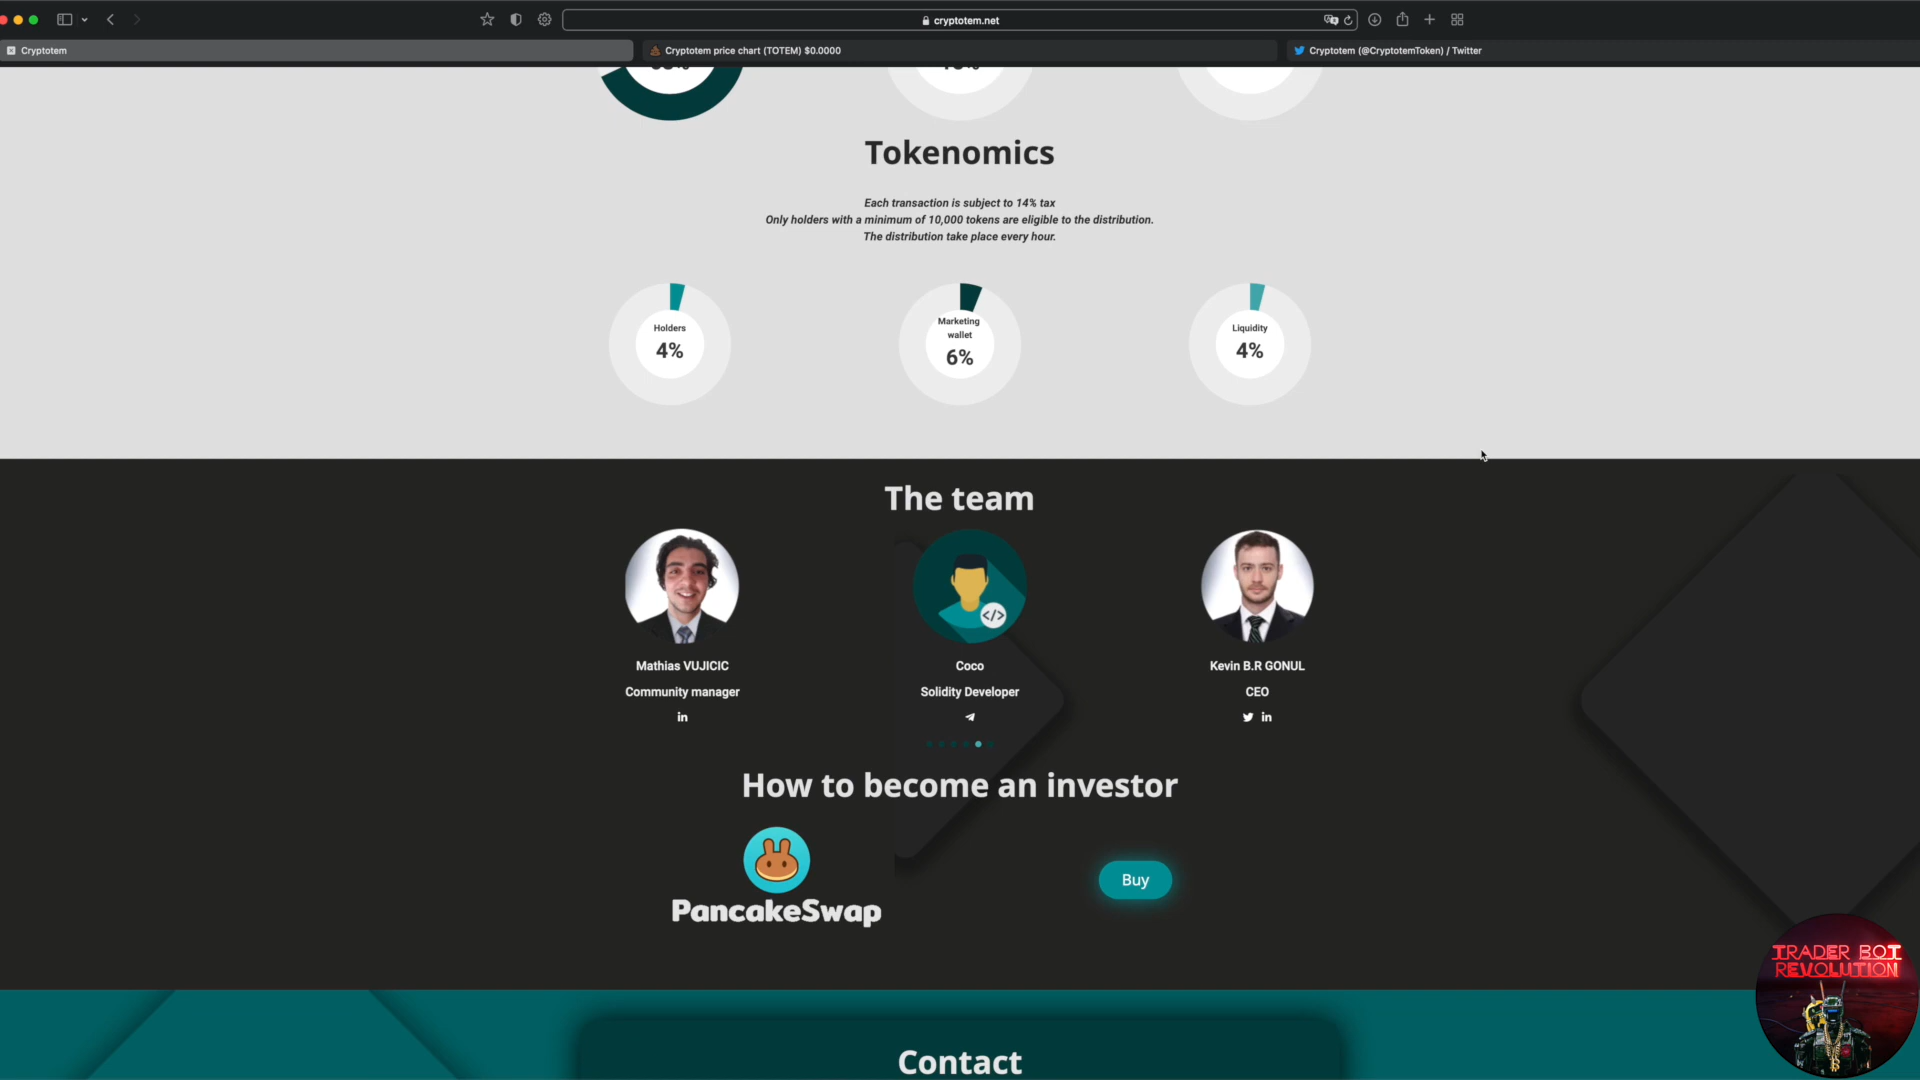 cryptotem.net
Cryptotem
Cryptotem price chart (TOTEM) $0.0000
Cryptotem (@CryptotemToken) / Twitter
Tokenomics
Each transaction is subject to 14% tax
Only holders with a minimum of 10,000 tokens are eligible to the distribution.
The distribution take place every hour.
Holders
4%
Marketing
wallet
6%
Liquidity
4%
The team
Mathias VUJICIC
Community manager
in
Coco
Solidity Developer
</>
Kevin B.R GONUL
CEO
in
How to become an investor
PancakeSwap
Buy
TRADER BOT
REVOLUTION
Contact